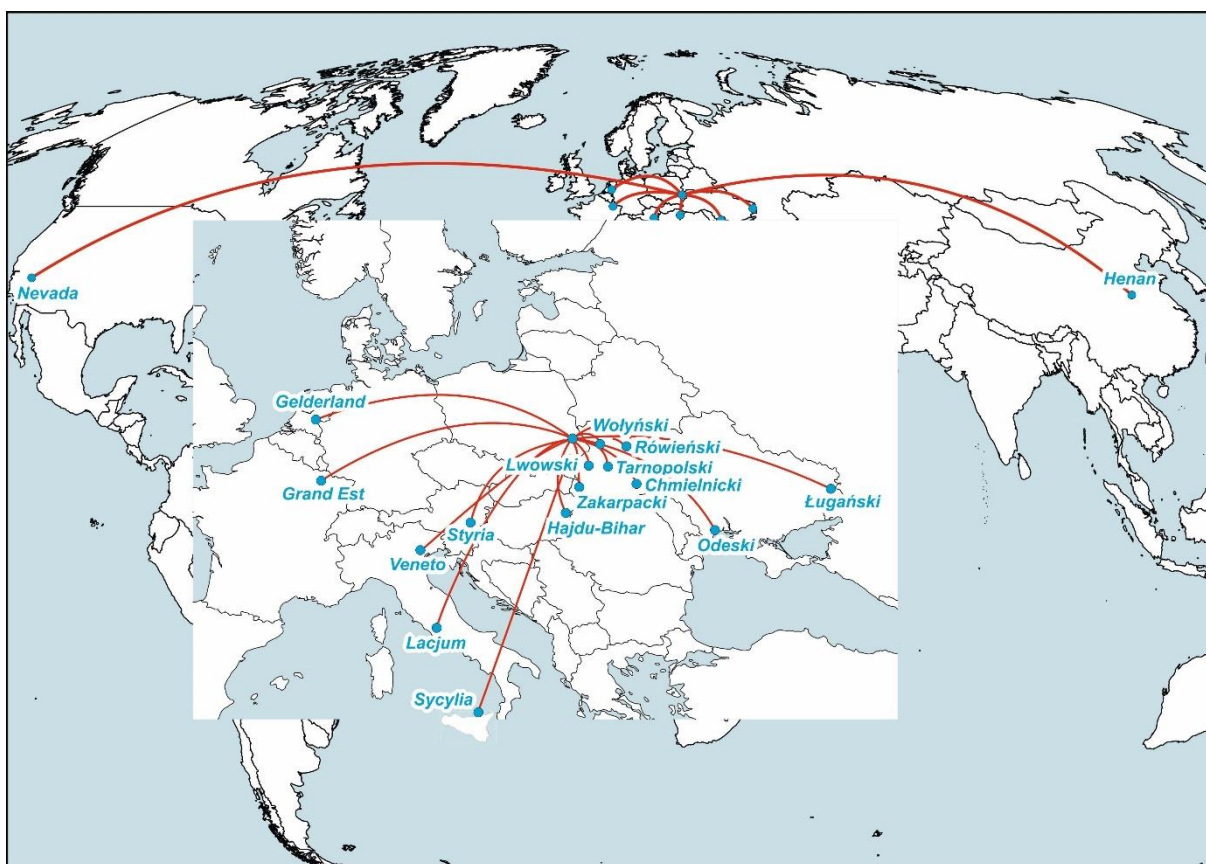 Nevada
Henan
Gelderland
Wołyński
Rówieński
Lwowski
Tarnopolski
Grand Est
Chmielnicki
Zakarpacki
Ługański
Hajdu-Bihar
Styria
Odeski
Veneto
Lacjum
Sycylia